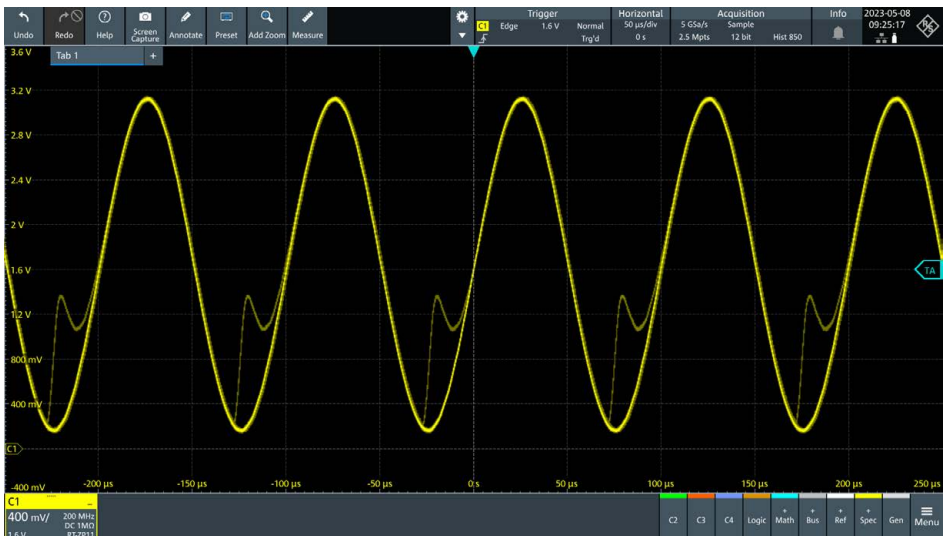 Undo
Redo
Help
Screen
Capture
Annotate
Preset
Add Zoom
Measure
Trigger
C1 Edge 1.6 V Normal
Trg'd
Horizontal
50 µs/div
0 s
Acquisition
5 GSa/s Sample
2.5 Mpts 12 bit Hist 850
Info
2023-05-08
09:25:17
R S
3.6 V
Tab 1 +
3.2 V
2.8 V
2.4 V
2 V
1.6 V
TA
1.2 V
800 mV
400 mV
C1
-400 mV
-200 µs -150 µs -100 µs -50 µs 0 s 50 µs 100 µs 150 µs 200 µs 250 µs
C1
400 mV/ 200 MHz
DC 1MΩ
1.6 V RT-ZP11
C2
C3
C4
Logic
+ Math
+ Bus
+ Ref
+ Spec
Gen
Menu